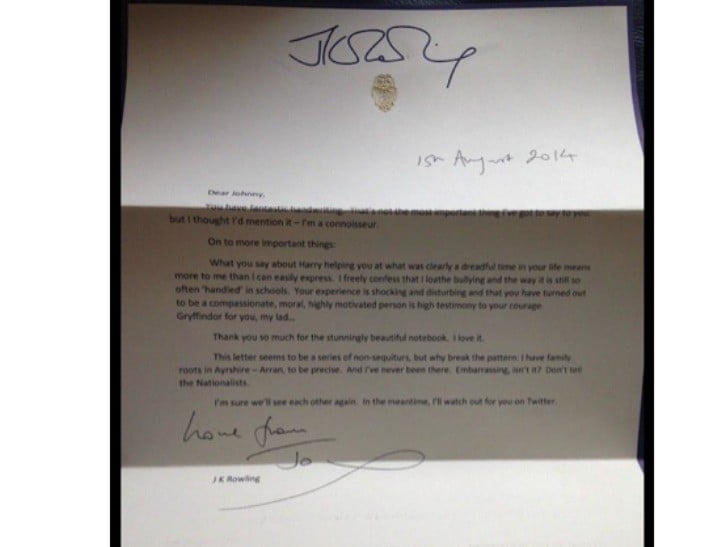 JKRowling
1st August 2014
Dear Johnny,
You have fantastic handwriting. That's not the most important thing I've got to say to you
but I thought I'd mention it – I'm a connoisseur.
On to more important things:
What you say about Harry helping you at what was clearly a dreadful time in your life means
more to me than I can easily express. I freely confess that I loathe bullying and the way it is still so
often 'handled' in schools. Your experience is shocking and disturbing and that you have turned out
to be a compassionate, moral, highly motivated person is high testimony to your courage
Gryffindor for you, my lad...
Thank you so much for the stunningly beautiful notebook. I love it.
This letter seems to be a series of non-sequiturs, but why break the pattern: I have family
roots in Ayrshire – Arran, to be precise. And I've never been there. Embarrassing, isn't it? Don't tell
the Nationalists.
I'm sure we'll see each other again. In the meantime, I'll watch out for you on Twitter.
Love from
Jo
J K Rowling